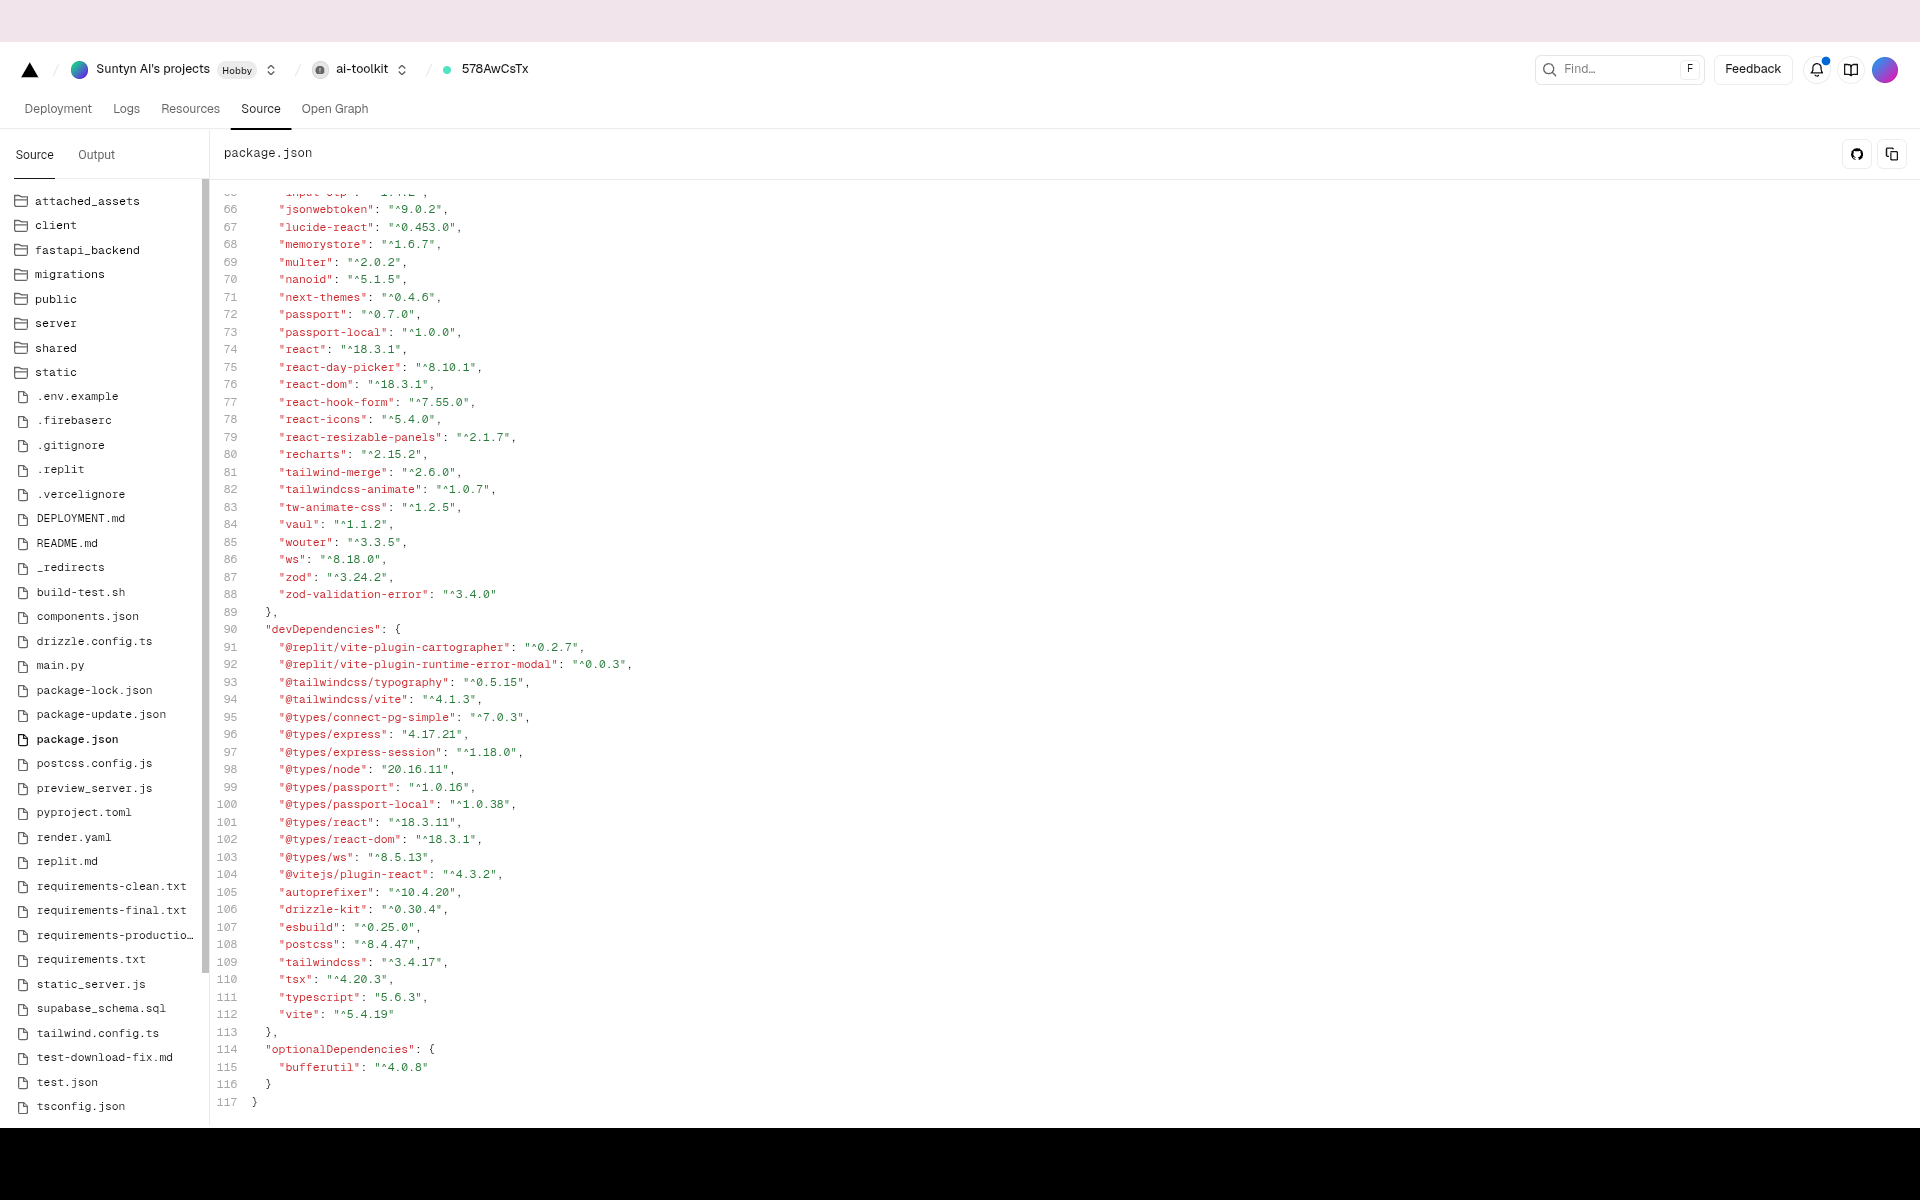 Suntyn AI's projects Hobby ai-toolkit 578AwCsTx Find... F Feedback
Deployment Logs Resources Source Open Graph
Source Output
package.json
attached_assets
client
fastapi_backend
migrations
public
server
shared
static
.env.example
.firebaserc
.gitignore
.replit
.vercelignore
DEPLOYMENT.md
README.md
_redirects
build-test.sh
components.json
drizzle.config.ts
main.py
package-lock.json
package-update.json
package.json
postcss.config.js
preview_server.js
pyproject.toml
render.yaml
replit.md
requirements-clean.txt
requirements-final.txt
requirements-productio…
requirements.txt
static_server.js
supabase_schema.sql
tailwind.config.ts
test-download-fix.md
test.json
tsconfig.json
66 "jsonwebtoken": "^9.0.2",
67 "lucide-react": "^0.453.0",
68 "memorystore": "^1.6.7",
69 "multer": "^2.0.2",
70 "nanoid": "^5.1.5",
71 "next-themes": "^0.4.6",
72 "passport": "^0.7.0",
73 "passport-local": "^1.0.0",
74 "react": "^18.3.1",
75 "react-day-picker": "^8.10.1",
76 "react-dom": "^18.3.1",
77 "react-hook-form": "^7.55.0",
78 "react-icons": "^5.4.0",
79 "react-resizable-panels": "^2.1.7",
80 "recharts": "^2.15.2",
81 "tailwind-merge": "^2.6.0",
82 "tailwindcss-animate": "^1.0.7",
83 "tw-animate-css": "^1.2.5",
84 "vaul": "^1.1.2",
85 "wouter": "^3.3.5",
86 "ws": "^8.18.0",
87 "zod": "^3.24.2",
88 "zod-validation-error": "^3.4.0"
89 },
90 "devDependencies": {
91 "@replit/vite-plugin-cartographer": "^0.2.7",
92 "@replit/vite-plugin-runtime-error-modal": "^0.0.3",
93 "@tailwindcss/typography": "^0.5.15",
94 "@tailwindcss/vite": "^4.1.3",
95 "@types/connect-pg-simple": "^7.0.3",
96 "@types/express": "4.17.21",
97 "@types/express-session": "^1.18.0",
98 "@types/node": "20.16.11",
99 "@types/passport": "^1.0.16",
100 "@types/passport-local": "^1.0.38",
101 "@types/react": "^18.3.11",
102 "@types/react-dom": "^18.3.1",
103 "@types/ws": "^8.5.13",
104 "@vitejs/plugin-react": "^4.3.2",
105 "autoprefixer": "^10.4.20",
106 "drizzle-kit": "^0.30.4",
107 "esbuild": "^0.25.0",
108 "postcss": "^8.4.47",
109 "tailwindcss": "^3.4.17",
110 "tsx": "^4.20.3",
111 "typescript": "5.6.3",
112 "vite": "^5.4.19"
113 },
114 "optionalDependencies": {
115 "bufferutil": "^4.0.8"
116 }
117 }